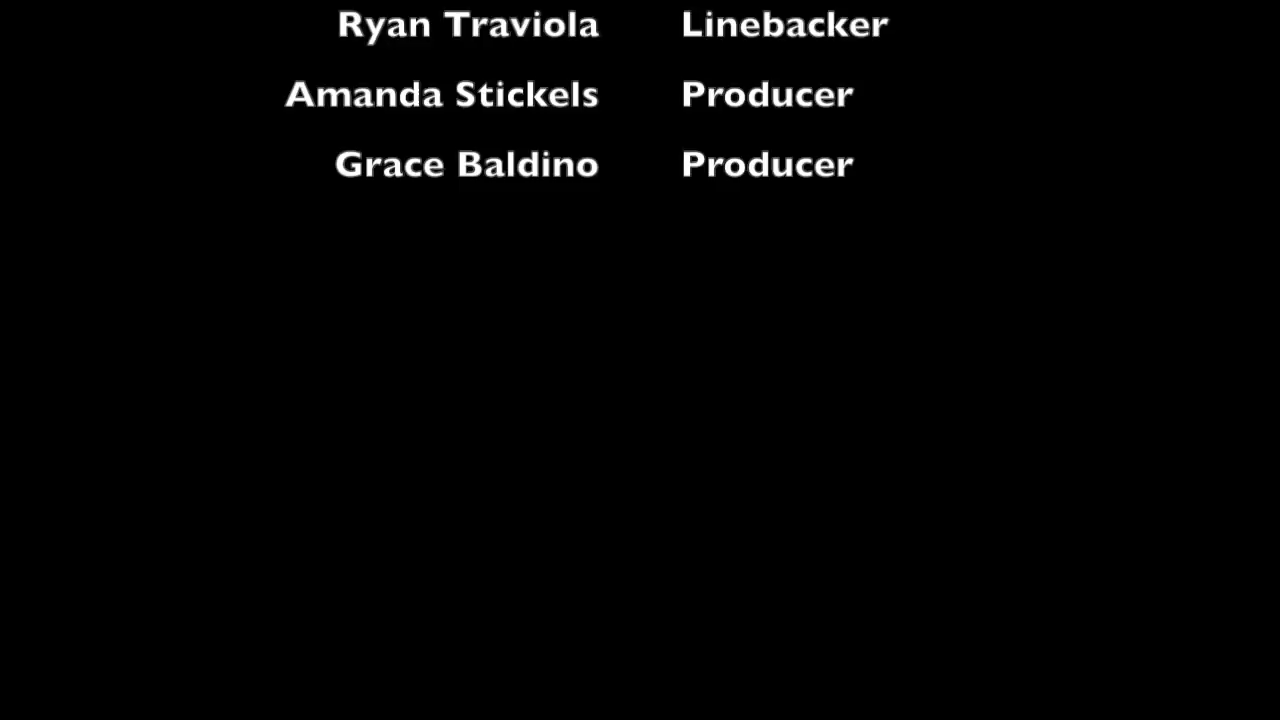 Ryan Traviola Linebacker
Amanda Stickels Producer
Grace Baldino Producer